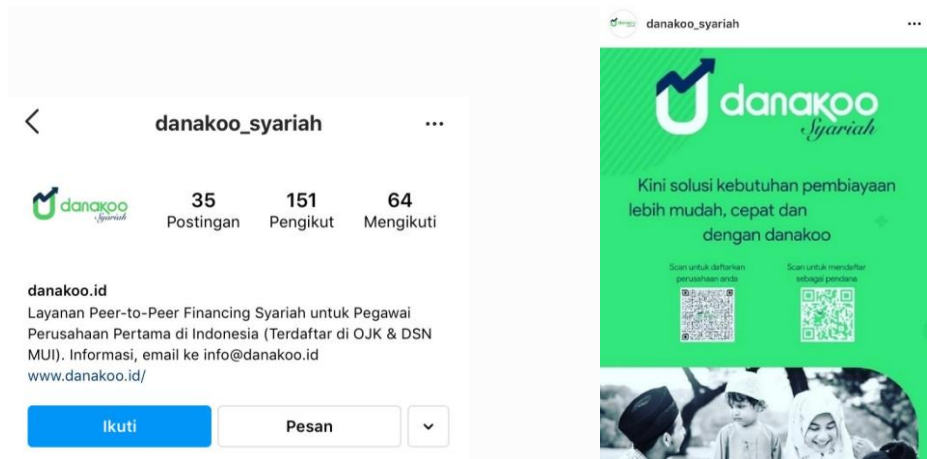 danakoo_syariah
danakoo
Syariah
35
Postingan
151
Pengikut
64
Mengikuti
danakoo.id
Layanan Peer-to-Peer Financing Syariah untuk Pegawai
Perusahaan Pertama di Indonesia (Terdaftar di OJK & DSN
MUI). Informasi, email ke info@danakoo.id
www.danakoo.id/
Ikuti
Pesan
danakoo_syariah
danakoo
Syariah
Kini solusi kebutuhan pembiayaan
lebih mudah, cepat dan
dengan danakoo
Scan untuk daftarkan
perusahaan anda
Scan untuk mendaftar
sebagai pendana